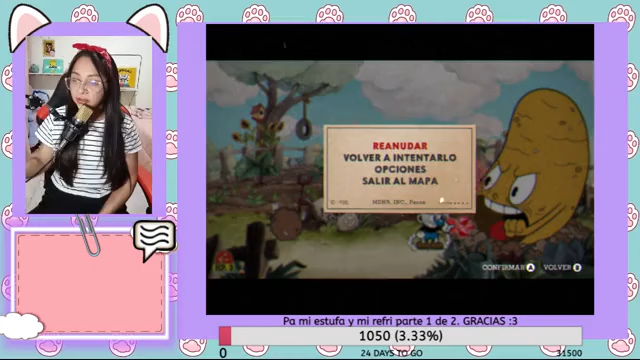 REANUDAR
VOLVER A INTENTARLO
OPCIONES
SALIR AL MAPA
CONFIRMAR A VOLVER B
Pa mi estufa y mi refri parte 1 de 2. GRACIAS :3
1050 (3.33%)
0 24 DAYS TO GO 31500